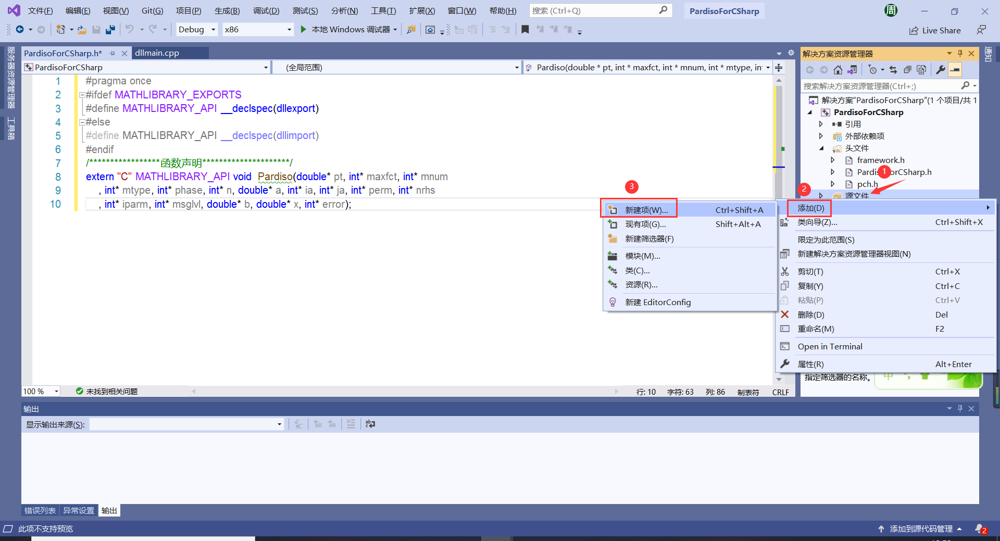 文件(F) 编辑(E) 视图(V) Git(G) 项目(P) 生成(B) 调试(D) 测试(S) 分析(N) 工具(T) 扩展(X) 窗口(W) 帮助(H) 搜索 (Ctrl+Q) PardisoForCSharp 周
Debug x86 本地 Windows 调试器 Live Share
服务器资源管理器
工具箱
PardisoForCSharp.h* dllmain.cpp
PardisoForCSharp (全局范围) Pardiso(double * pt, int * maxfct, int * mnum, int * mtype, in
1 #pragma once
2 #ifdef MATHLIBRARY_EXPORTS
3 #define MATHLIBRARY_API __declspec(dllexport)
4 #else
5 #define MATHLIBRARY_API __declspec(dllimport)
6 #endif
7 /*****************函数声明*********************/
8 extern "C" MATHLIBRARY_API void Pardiso(double* pt, int* maxfct, int* mnum
9 , int* mtype, int* phase, int* n, double* a, int* ia, int* ja, int* perm, int* nrhs
10 , int* iparm, int* msglvl, double* b, double* x, int* error);
解决方案资源管理器
通知
搜索解决方案资源管理器(Ctrl+;)
解决方案"PardisoForCSharp"(1 个项目/共 1
PardisoForCSharp
引用
外部依赖项
头文件
framework.h
PardisoForCSharp.h
1
pch.h
2
源文件
3
新建项(W)... Ctrl+Shift+A
现有项(G)... Shift+Alt+A
新建筛选器(F)
模块(M)...
类(C)...
资源(R)...
新建 EditorConfig
添加(D)
类向导(Z)... Ctrl+Shift+X
限定为此范围(S)
新建解决方案资源管理器视图(N)
剪切(T) Ctrl+X
复制(Y) Ctrl+C
粘贴(P) Ctrl+V
删除(D) Del
重命名(M) F2
Open in Terminal
属性(R) Alt+Enter
指定筛选器的名称。
100 % 未找到相关问题 行: 10 字符: 63 列: 86 制表符 CRLF
输出
显示输出来源(S):
错误列表 异常设置 输出
此项不支持预览 添加到源代码管理 2